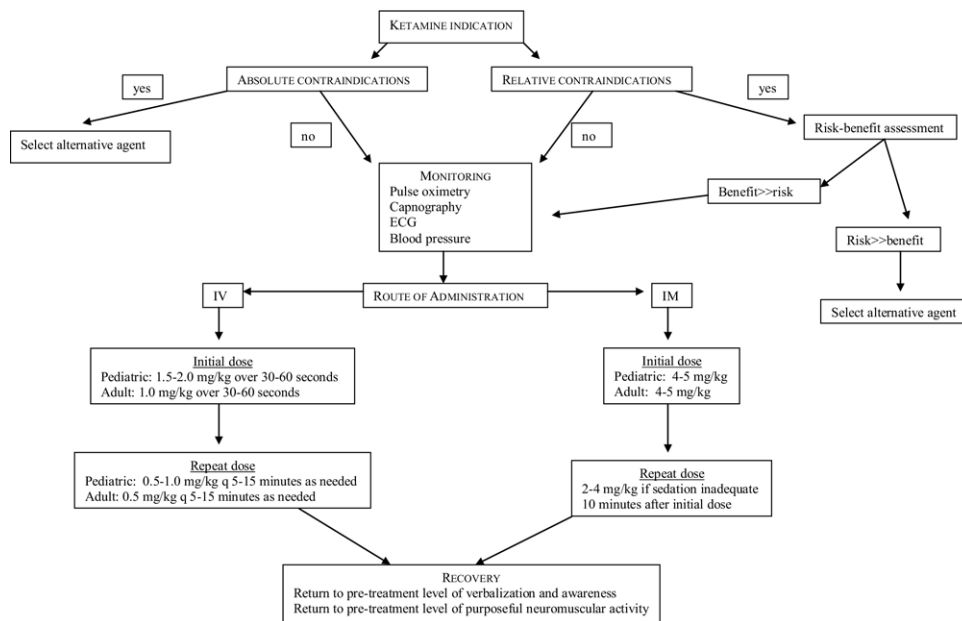 KETAMINE INDICATION
ABSOLUTE CONTRAINDICATIONS
RELATIVE CONTRAINDICATIONS
yes
yes
Select alternative agent
no
no
Risk-benefit assessment
MONITORING
Pulse oximetry
Capnography
ECG
Blood pressure
Benefit>>risk
Risk>>benefit
IV
ROUTE OF ADMINISTRATION
IM
Select alternative agent
Initial dose
Pediatric: 1.5-2.0 mg/kg over 30-60 seconds
Adult: 1.0 mg/kg over 30-60 seconds
Initial dose
Pediatric: 4-5 mg/kg
Adult: 4-5 mg/kg
Repeat dose
Pediatric: 0.5-1.0 mg/kg q 5-15 minutes as needed
Adult: 0.5 mg/kg q 5-15 minutes as needed
Repeat dose
2-4 mg/kg if sedation inadequate
10 minutes after initial dose
RECOVERY
Return to pre-treatment level of verbalization and awareness
Return to pre-treatment level of purposeful neuromuscular activity